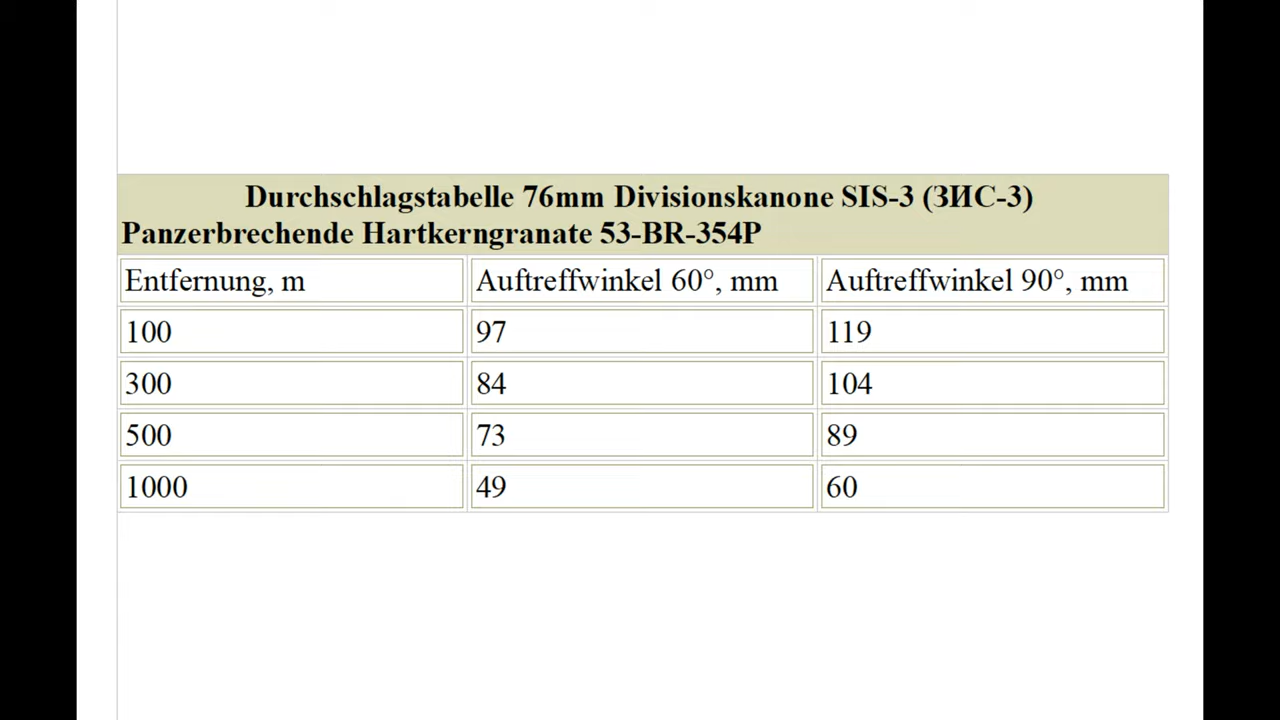 Durchschlagstabelle 76mm Divisionskanone SIS-3 (ЗИС-3)
Panzerbrechende Hartkerngranate 53-BR-354P
Entfernung, m Auftreffwinkel 60°, mm Auftreffwinkel 90°, mm
100 97 119
300 84 104
500 73 89
1000 49 60